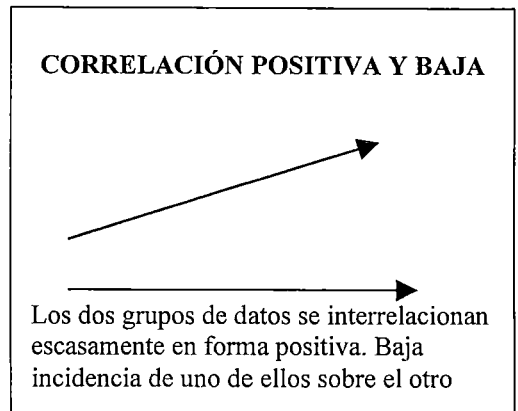 CORRELACIÓN POSITIVA Y BAJA
Los dos grupos de datos se interrelacionan
escasamente en forma positiva. Baja
incidencia de uno de ellos sobre el otro